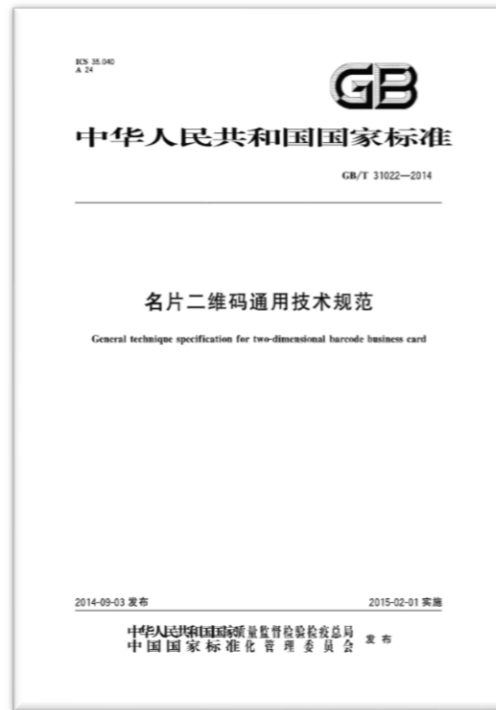 ICS 35.040
A 24
GB
中华人民共和国国家标准
GB/T 31022—2014
名片二维码通用技术规范
General technique specification for two-dimensional barcode business card
2014-09-03 发布
2015-02-01 实施
中华人民共和国国家质量监督检验检疫总局
中国国家标准化管理委员会
发布